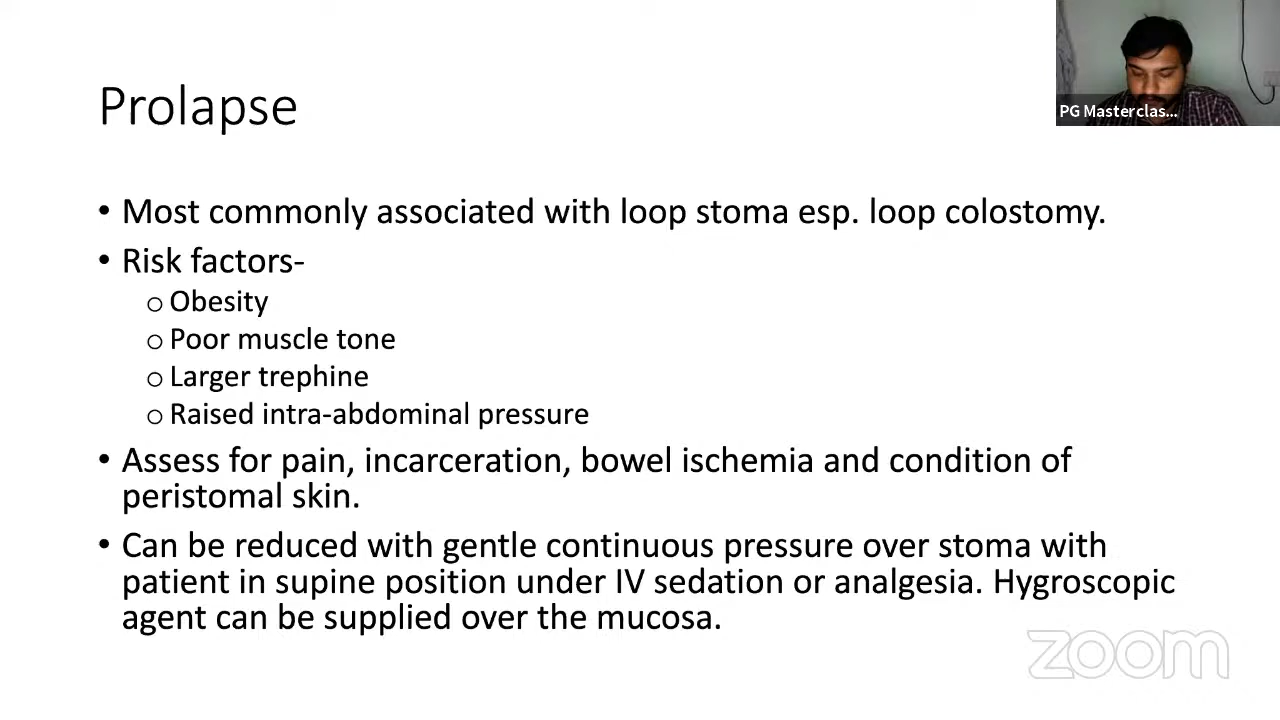 Prolapse
PG Masterclas...
• Most commonly associated with loop stoma esp. loop colostomy.
• Risk factors-
o Obesity
o Poor muscle tone
o Larger trephine
o Raised intra-abdominal pressure
• Assess for pain, incarceration, bowel ischemia and condition of
peristomal skin.
• Can be reduced with gentle continuous pressure over stoma with
patient in supine position under IV sedation or analgesia. Hygroscopic
agent can be supplied over the mucosa.
zoom